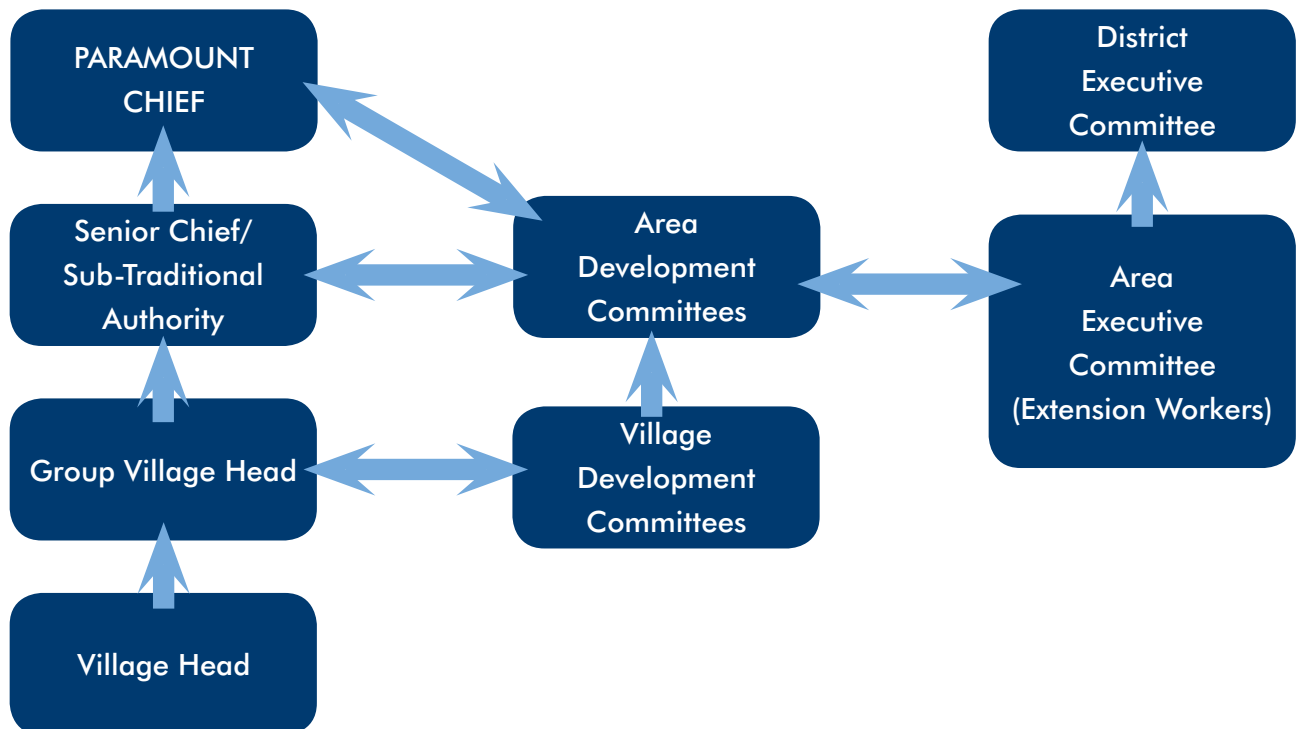 PARAMOUNT
CHIEF
District
Executive
Committee
Senior Chief/
Sub-Traditional
Authority
Area
Development
Committees
Area
Executive
Committee
(Extension Workers)
Group Village Head
Village
Development
Committees
Village Head